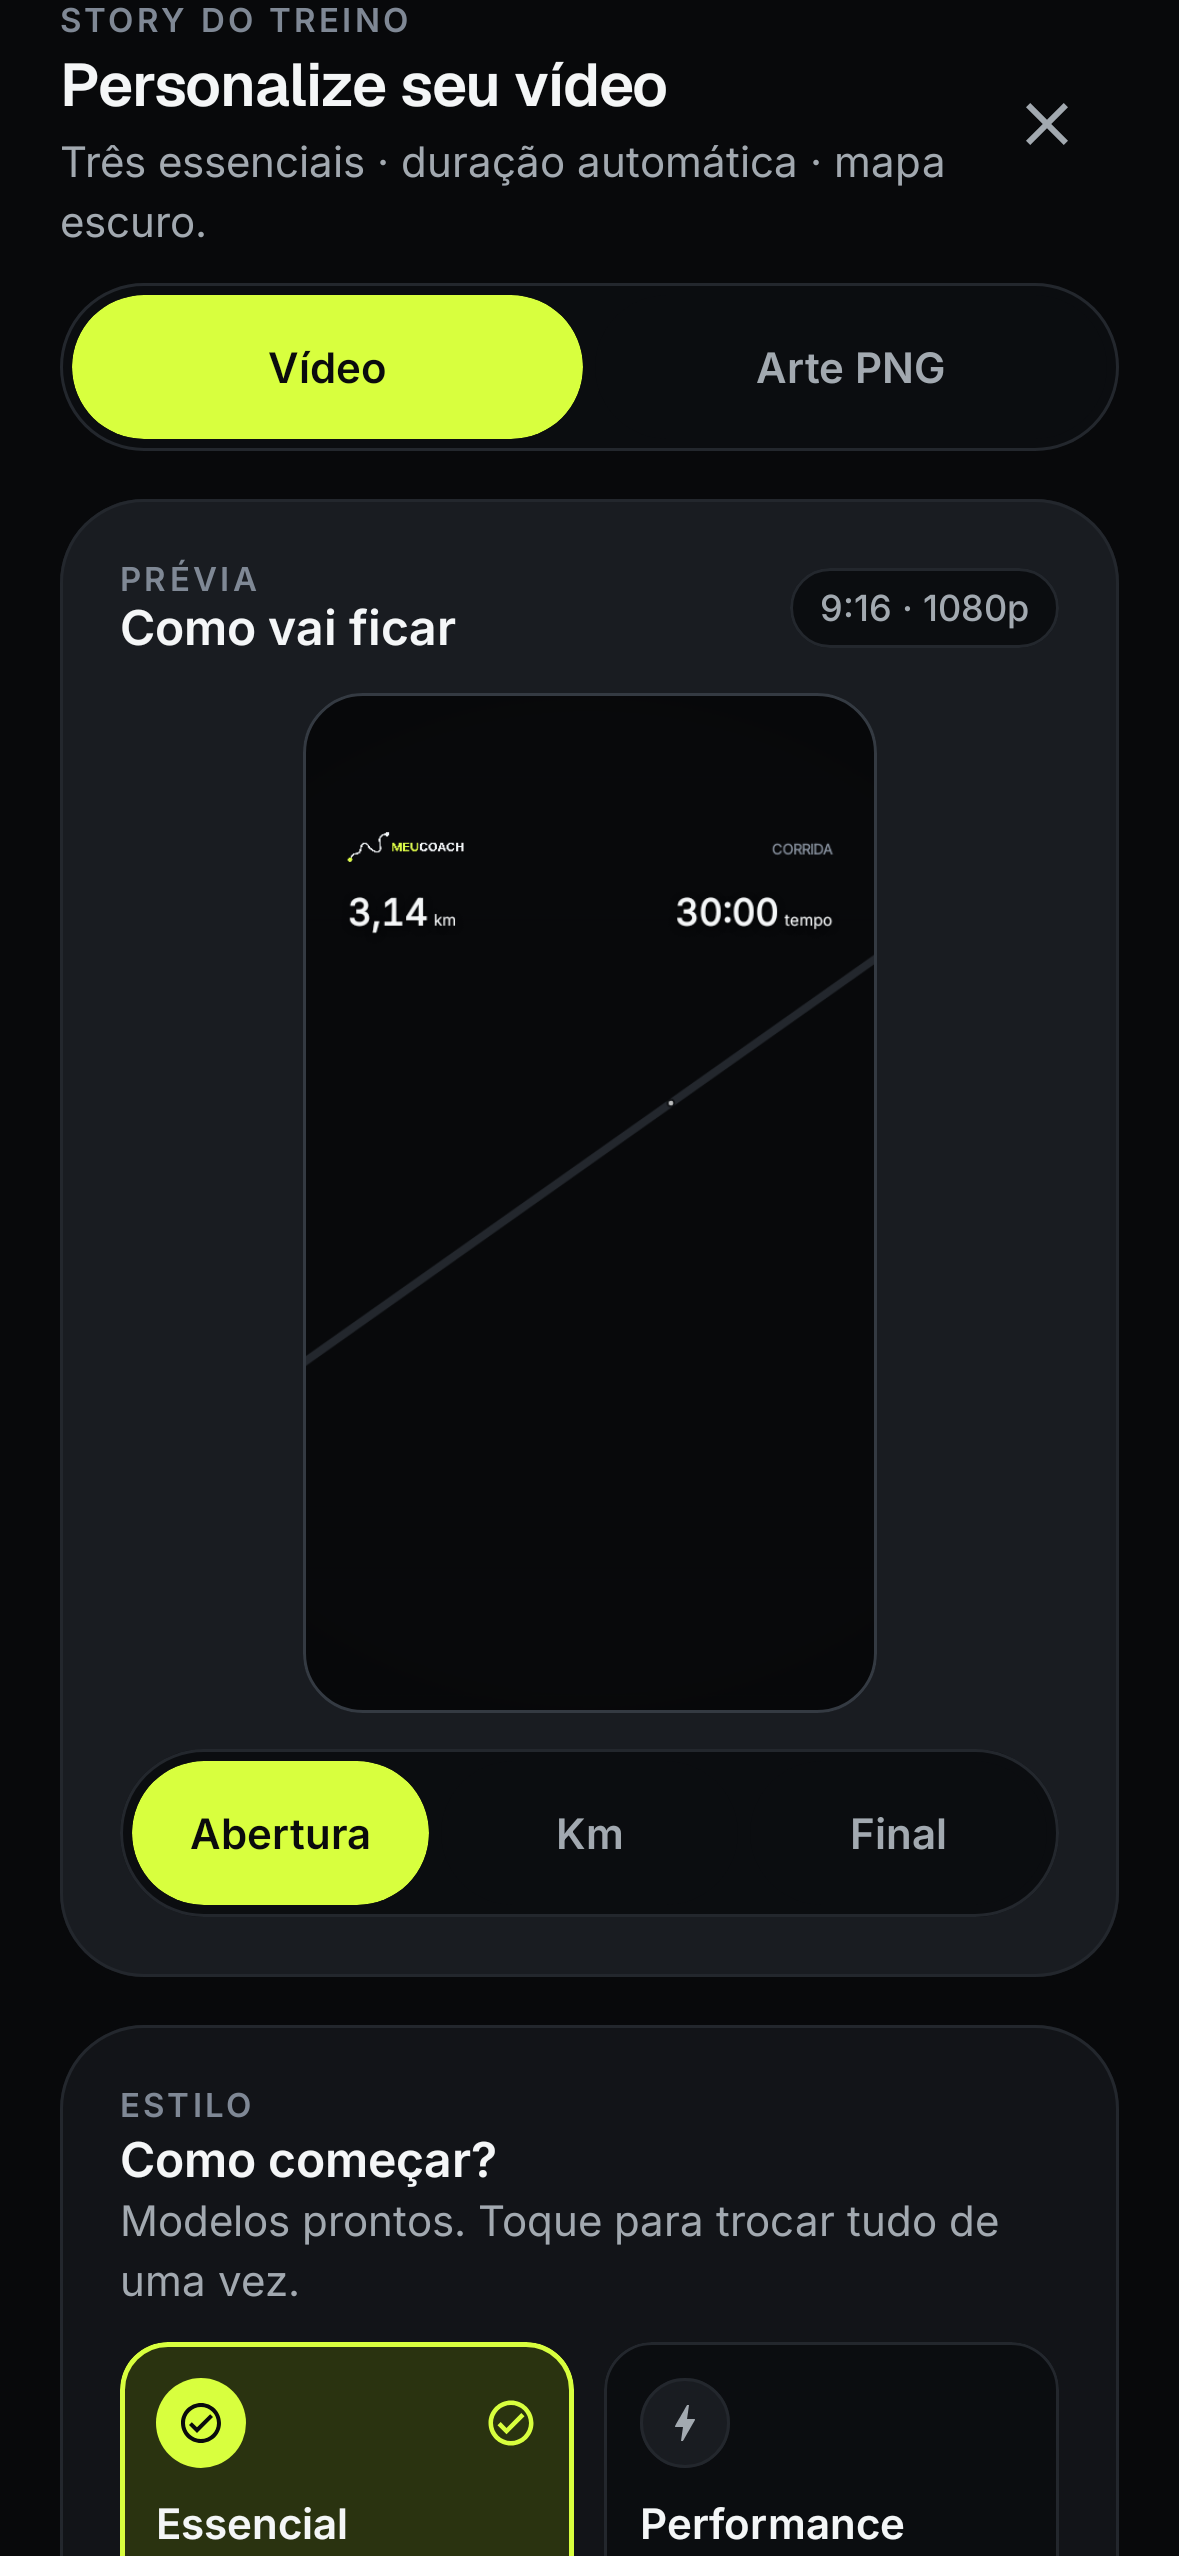 STORY DO TREINO
Personalize seu vídeo
Três essenciais · duração automática · mapa
escuro.
Vídeo
Arte PNG
PRÉVIA
Como vai ficar
9:16 · 1080p
MEUCOACH
CORRIDA
3,14 km
30:00 tempo
Abertura
Km
Final
ESTILO
Como começar?
Modelos prontos. Toque para trocar tudo de
uma vez.
Essencial
Performance